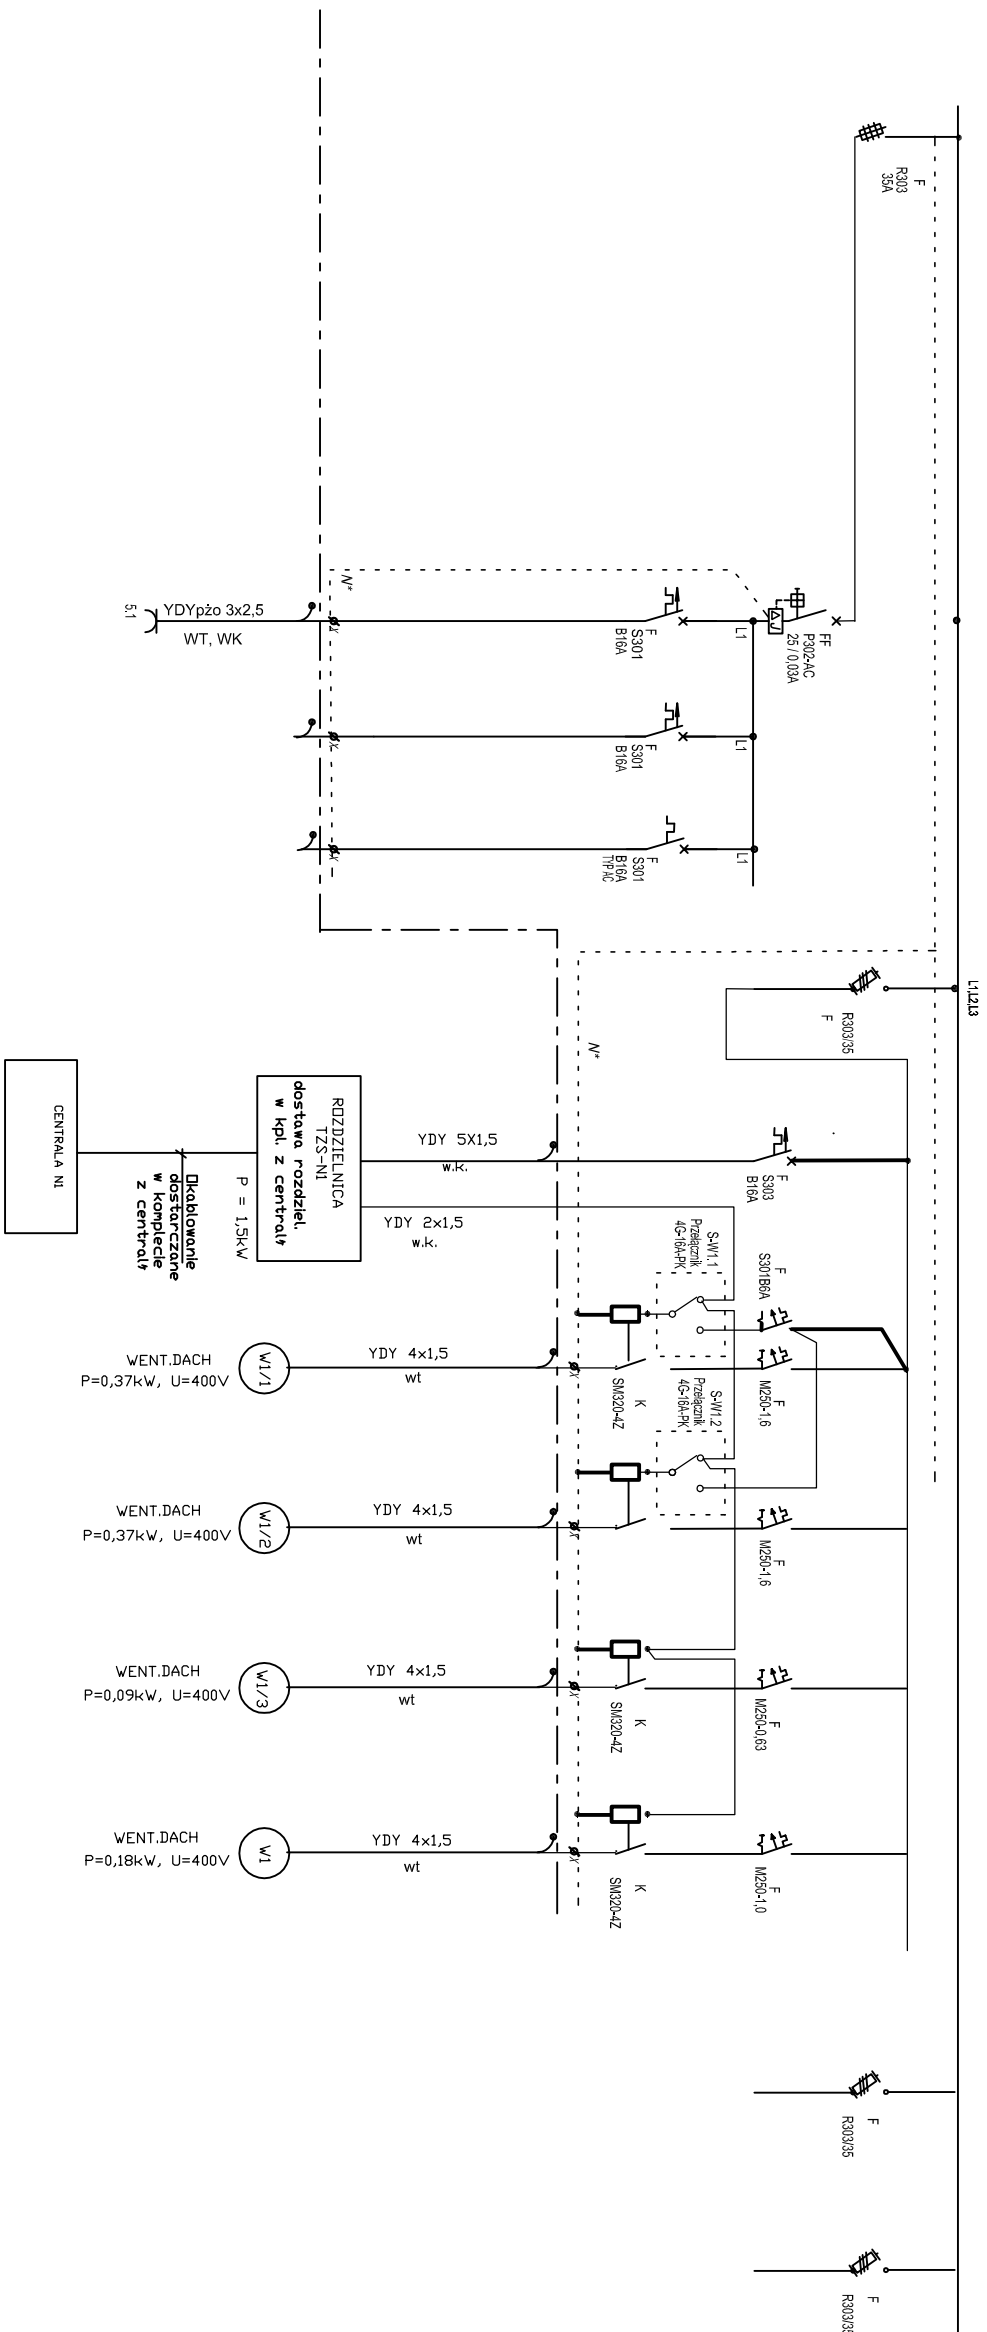 F
R303
35A
N*
FF
P302-AC
25 / 0,03A
L1
F
S301
B16A
YDYpżo 3x2,5
WT, WK
5.1
L1
F
S301
B16A
L1
F
S301
B16A
TYP AC
X
X
X
L1,L2,L3
R303/35
F
N*
F
S303
B16A
YDY 5X1,5
w.k.
YDY 2x1,5
w.k.
ROZDZIELNICA
TZS-N1
dostawa rozdziel.
w kpl. z centralą
P = 1,5kW
Okablowanie
dostarczane
w komplecie
z centralą
CENTRALA N1
S-W1.1
Przełącznik
4G-16A-PK
F
S301B6A
F
M250-1,6
K
SM320-4Z
X
YDY 4x1,5
wt
W1/1
WENT.DACH
P=0,37kW, U=400V
S-W1.2
Przełącznik
4G-16A-PK
F
M250-1,6
X
YDY 4x1,5
wt
W1/2
WENT.DACH
P=0,37kW, U=400V
F
M250-0,63
K
SM320-4Z
X
YDY 4x1,5
wt
W1/3
WENT.DACH
P=0,09kW, U=400V
F
M250-1,0
K
SM320-4Z
X
YDY 4x1,5
wt
W1
WENT.DACH
P=0,18kW, U=400V
F
R303/35
F
R303/35